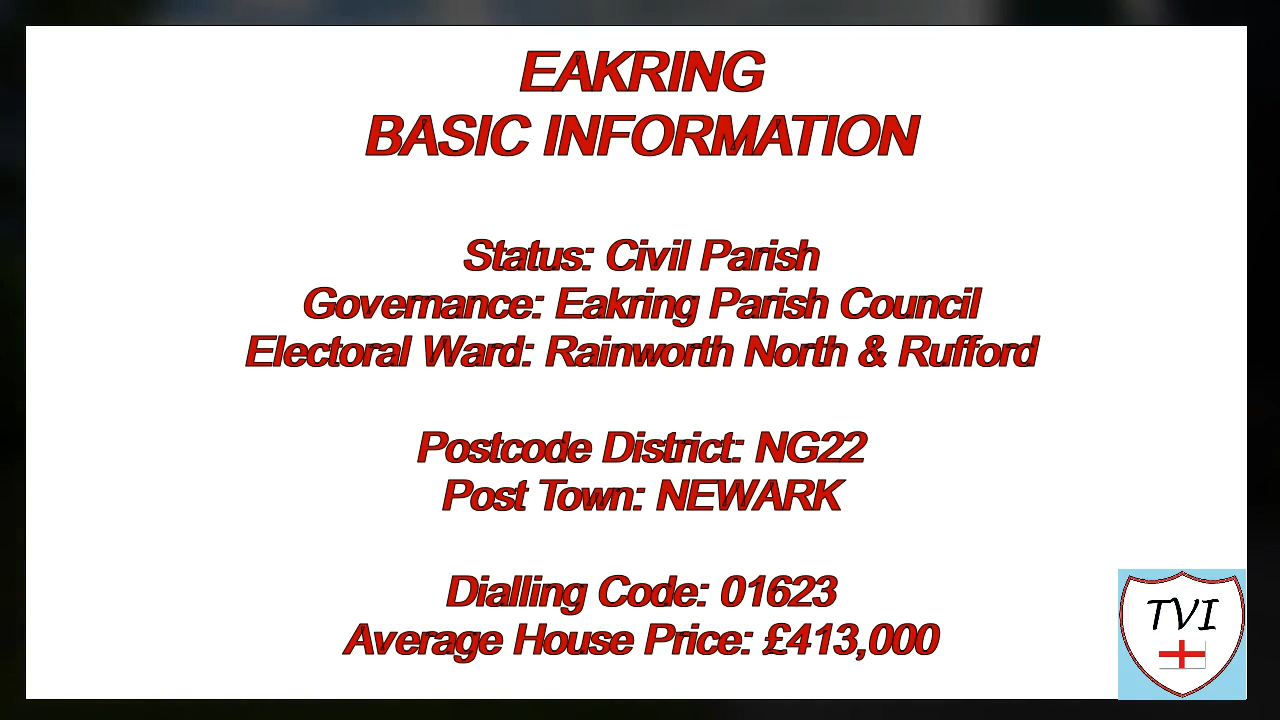 EAKRING
BASIC INFORMATION
Status: Civil Parish
Governance: Eakring Parish Council
Electoral Ward: Rainworth North & Rufford
Postcode District: NG22
Post Town: NEWARK
Dialling Code: 01623
Average House Price: £413,000
TVI